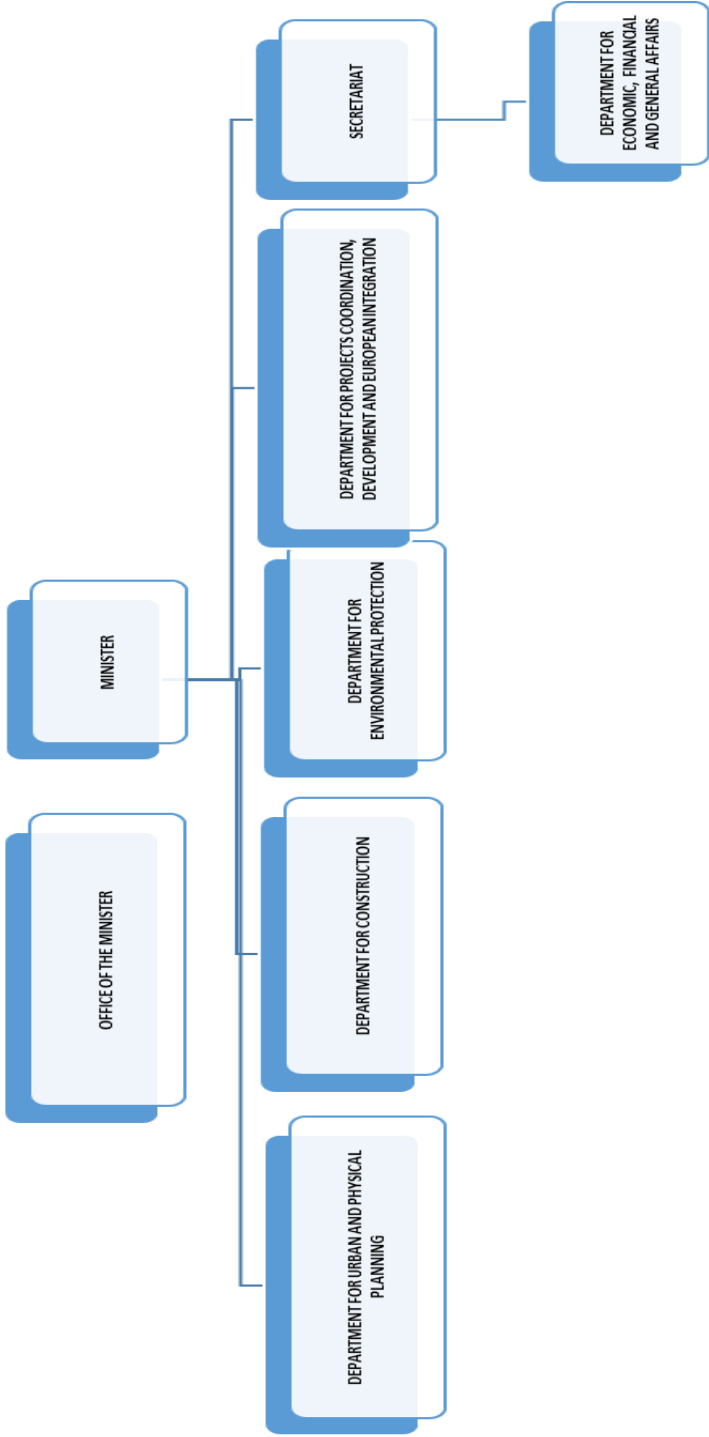 OFFICE OF THE MINISTER
MINISTER
DEPARTMENT FOR URBAN AND PHYSICAL
PLANNING
DEPARTMENT FOR CONSTRUCTION
DEPARTMENT FOR
ENVIRONMENTAL PROTECTION
DEPARTMENT FOR PROJECTS COORDINATION,
DEVELOPMENT AND EUROPEAN INTEGRATION
SECRETARIAT
DEPARTMENT FOR
ECONOMIC, FINANCIAL
AND GENERAL AFFAIRS